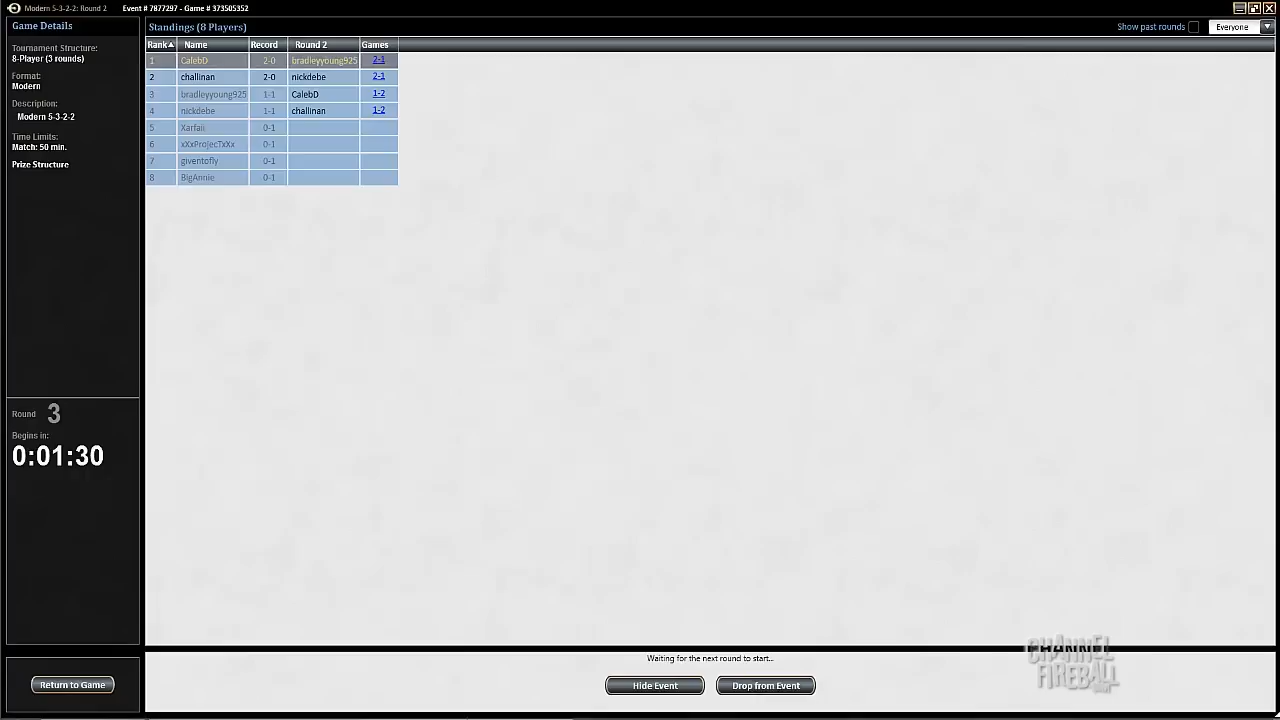 Modern 5-3-2-2: Round 2 Event # 7877297 - Game # 373505352
Game Details
Tournament Structure:
8-Player (3 rounds)
Format:
Modern
Description:
Modern 5-3-2-2
Time Limits:
Match: 50 min.
Prize Structure
Round 3
Begins in:
0:01:30
Return to Game
Standings (8 Players)
Show past rounds
Everyone
Rank Name Record Round 2 Games
1 CalebD 2-0 bradleyyoung925 2-1
2 challinan 2-0 nickdebe 2-1
3 bradleyyoung925 1-1 CalebD 1-2
4 nickdebe 1-1 challinan 1-2
5 Xarfaii 0-1
6 xXxProjecTxXx 0-1
7 giventofly 0-1
8 BigAnnie 0-1
Waiting for the next round to start...
Hide Event Drop from Event
CHANNEL
FIREBALL